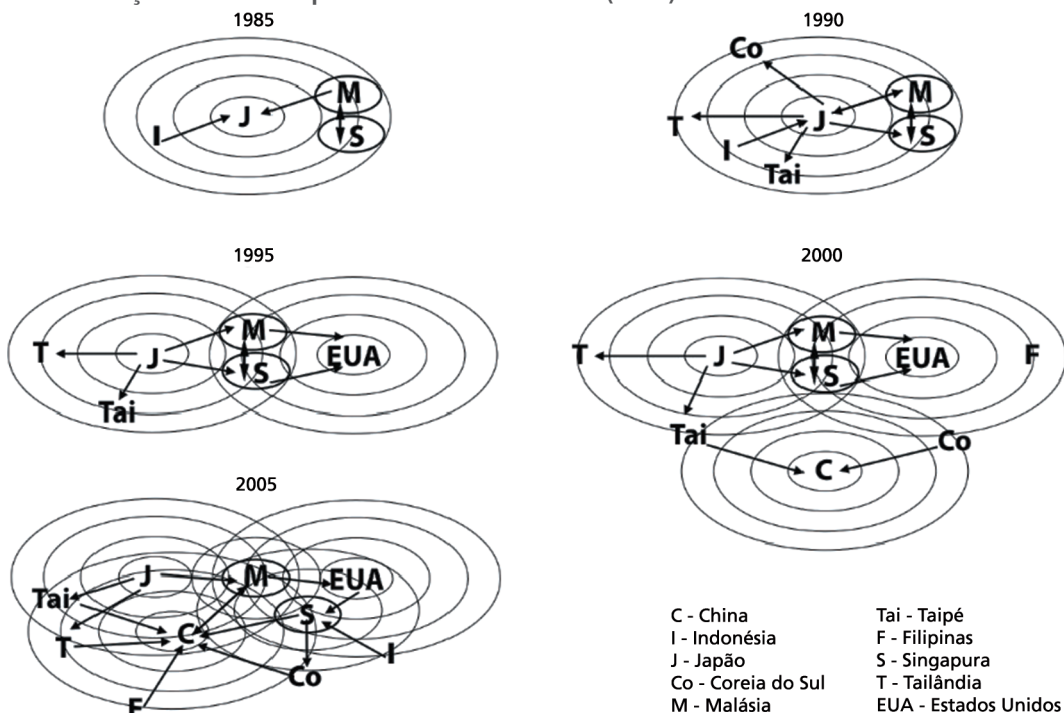 1985
J
M
S
I
1990
Co
M
T
J
S
I
Tai
1995
M
T
J
EUA
S
Tai
2000
M
T
J
EUA
F
S
Tai
Co
C
2005
J
M
EUA
Tai
S
C
T
I
Co
F
C - China
I - Indonésia
J - Japão
Co - Coreia do Sul
M - Malásia
Tai - Taipé
F - Filipinas
S - Singapura
T - Tailândia
EUA - Estados Unidos